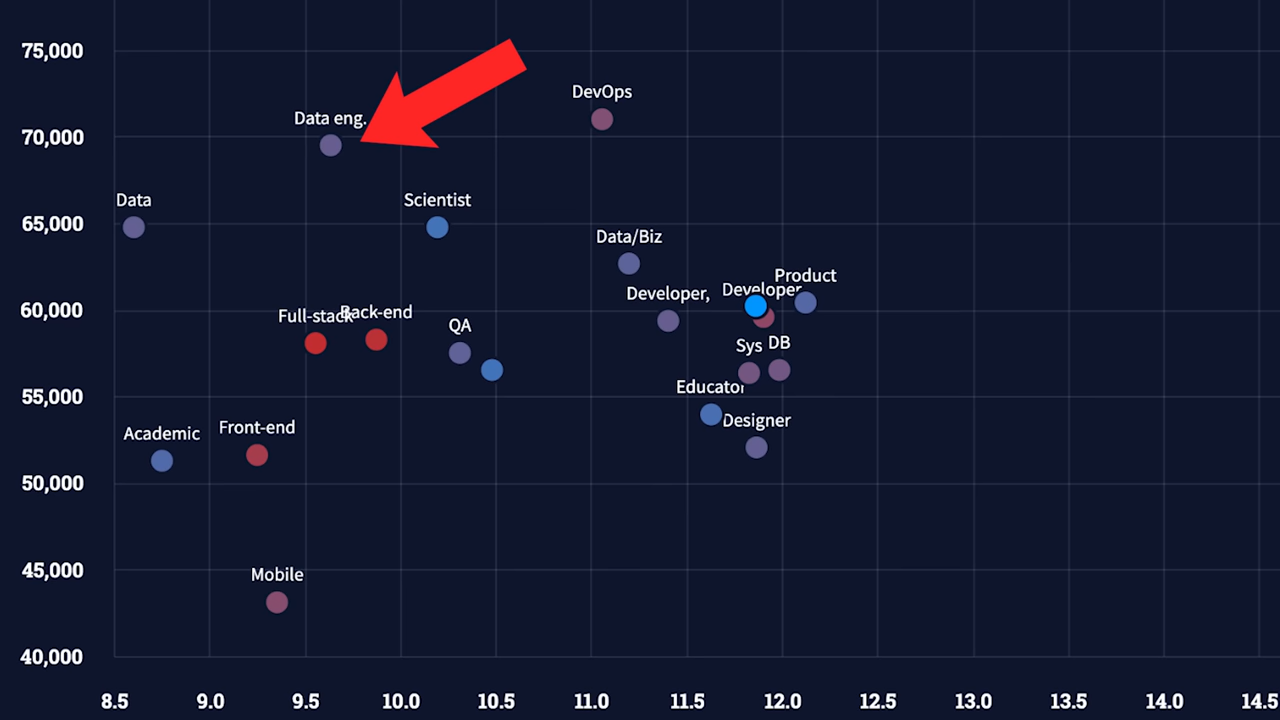 75,000
DevOps
Data eng.
70,000
Data
Scientist
65,000
Data/Biz
Product
Developer,
Developer
60,000
Full-stack
Back-end
QA
Sys
DB
Educator
55,000
Designer
Front-end
Academic
50,000
Mobile
45,000
40,000
8.5 9.0 9.5 10.0 10.5 11.0 11.5 12.0 12.5 13.0 13.5 14.0 14.5